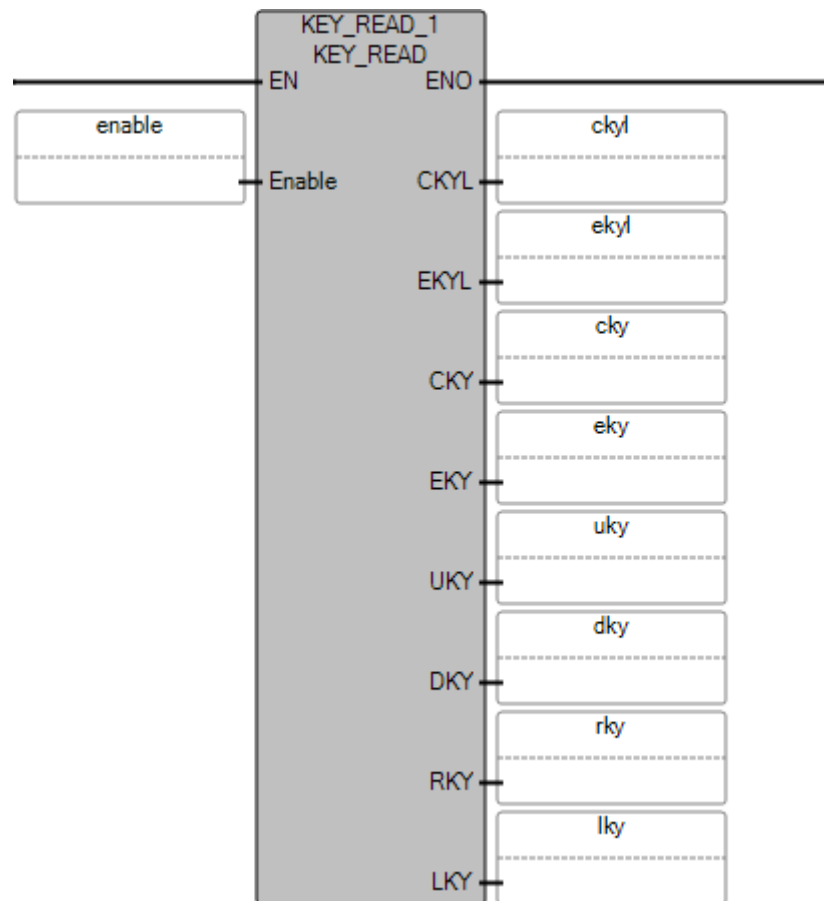 KEY_READ_1
KEY_READ
EN ENO
enable ckyl
Enable CKYL
ekyl
EKYL
cky
CKY
eky
EKY
uky
UKY
dky
DKY
rky
RKY
lky
LKY